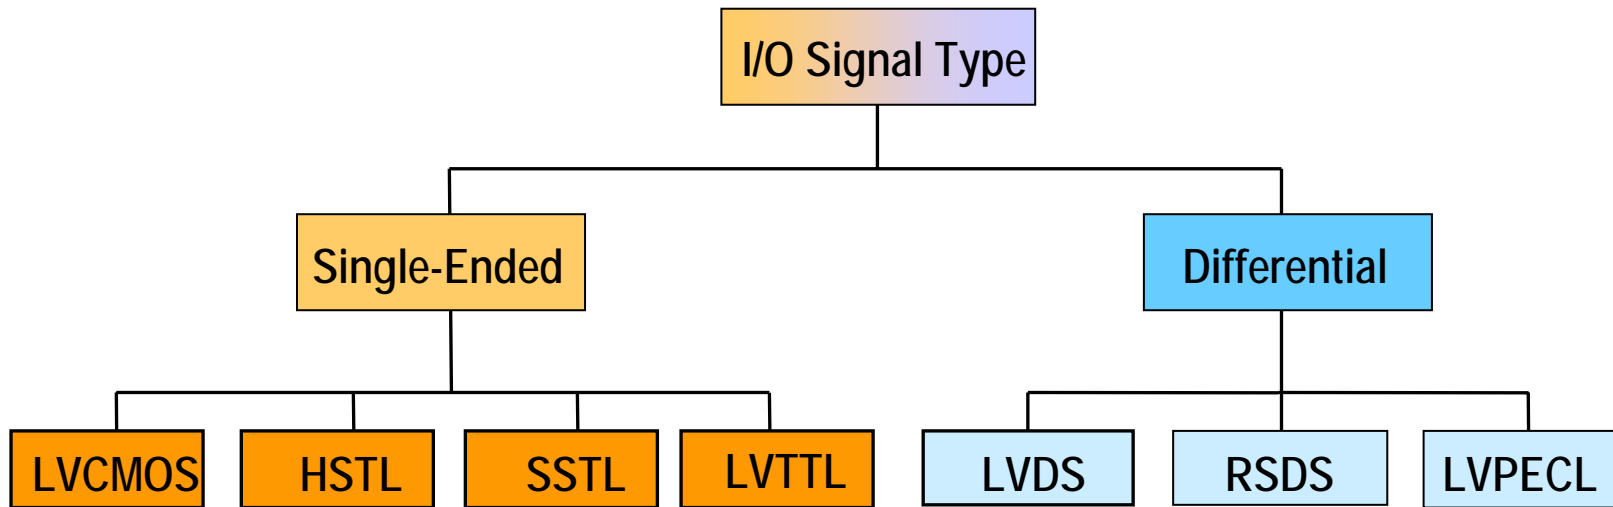 I/O Signal Type
Single-Ended
Differential
LVCMOS
HSTL
SSTL
LVTTL
LVDS
RSDS
LVPECL